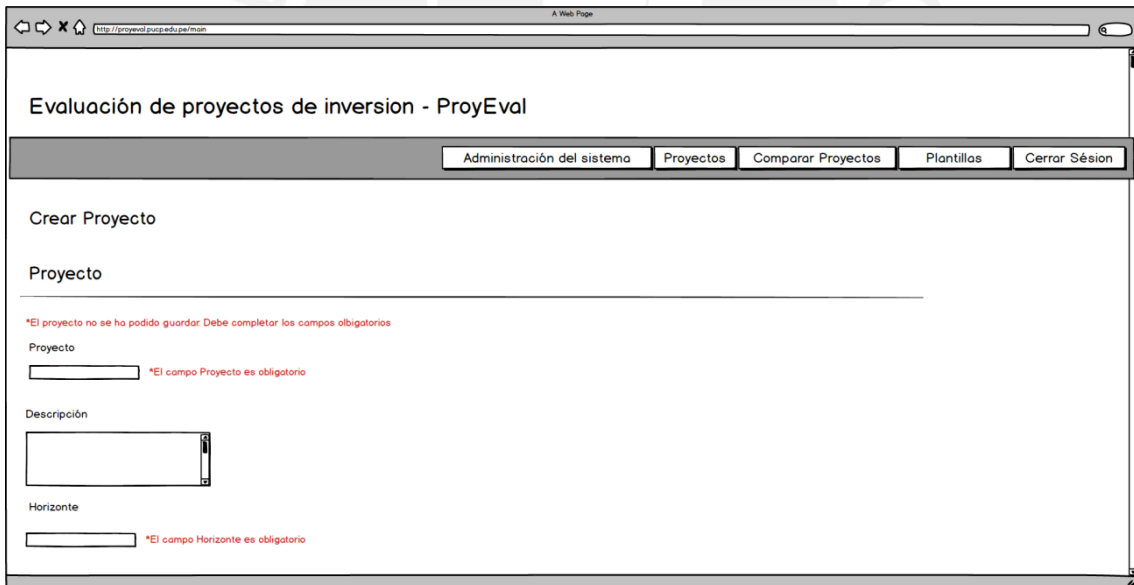 A Web Page
http://proyeval.pucp.edu.pe/main
Evaluación de proyectos de inversion - ProyEval
Administración del sistema Proyectos Comparar Proyectos Plantillas Cerrar Sésion
Crear Proyecto
Proyecto
*El proyecto no se ha podido guardar. Debe completar los campos olbigatorios
Proyecto
*El campo Proyecto es obligatorio
Descripción
Horizonte
*El campo Horizonte es obligatorio